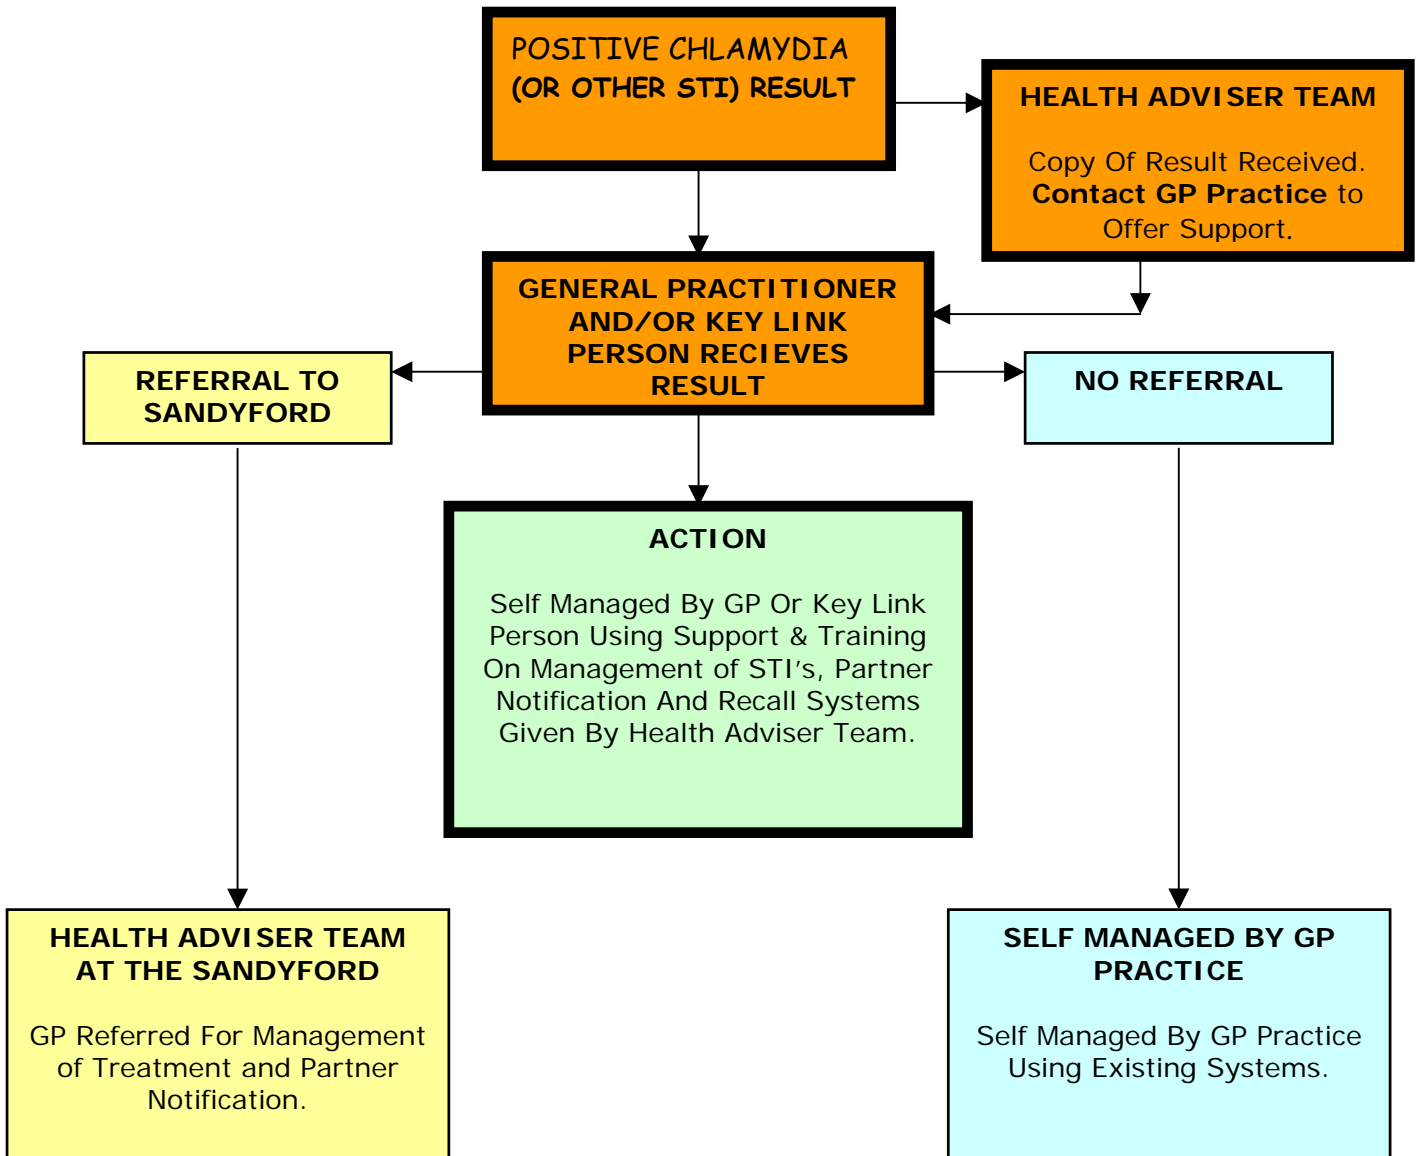 POSITIVE CHLAMYDIA
(OR OTHER STI) RESULT
HEALTH ADVISER TEAM
Copy Of Result Received.
Contact GP Practice to
Offer Support.
GENERAL PRACTITIONER
AND/OR KEY LINK
PERSON RECIEVES
RESULT
REFERRAL TO
SANDYFORD
NO REFERRAL
ACTION
Self Managed By GP Or Key Link
Person Using Support & Training
On Management of STI’s, Partner
Notification And Recall Systems
Given By Health Adviser Team.
HEALTH ADVISER TEAM
AT THE SANDYFORD
GP Referred For Management
of Treatment and Partner
Notification.
SELF MANAGED BY GP
PRACTICE
Self Managed By GP Practice
Using Existing Systems.